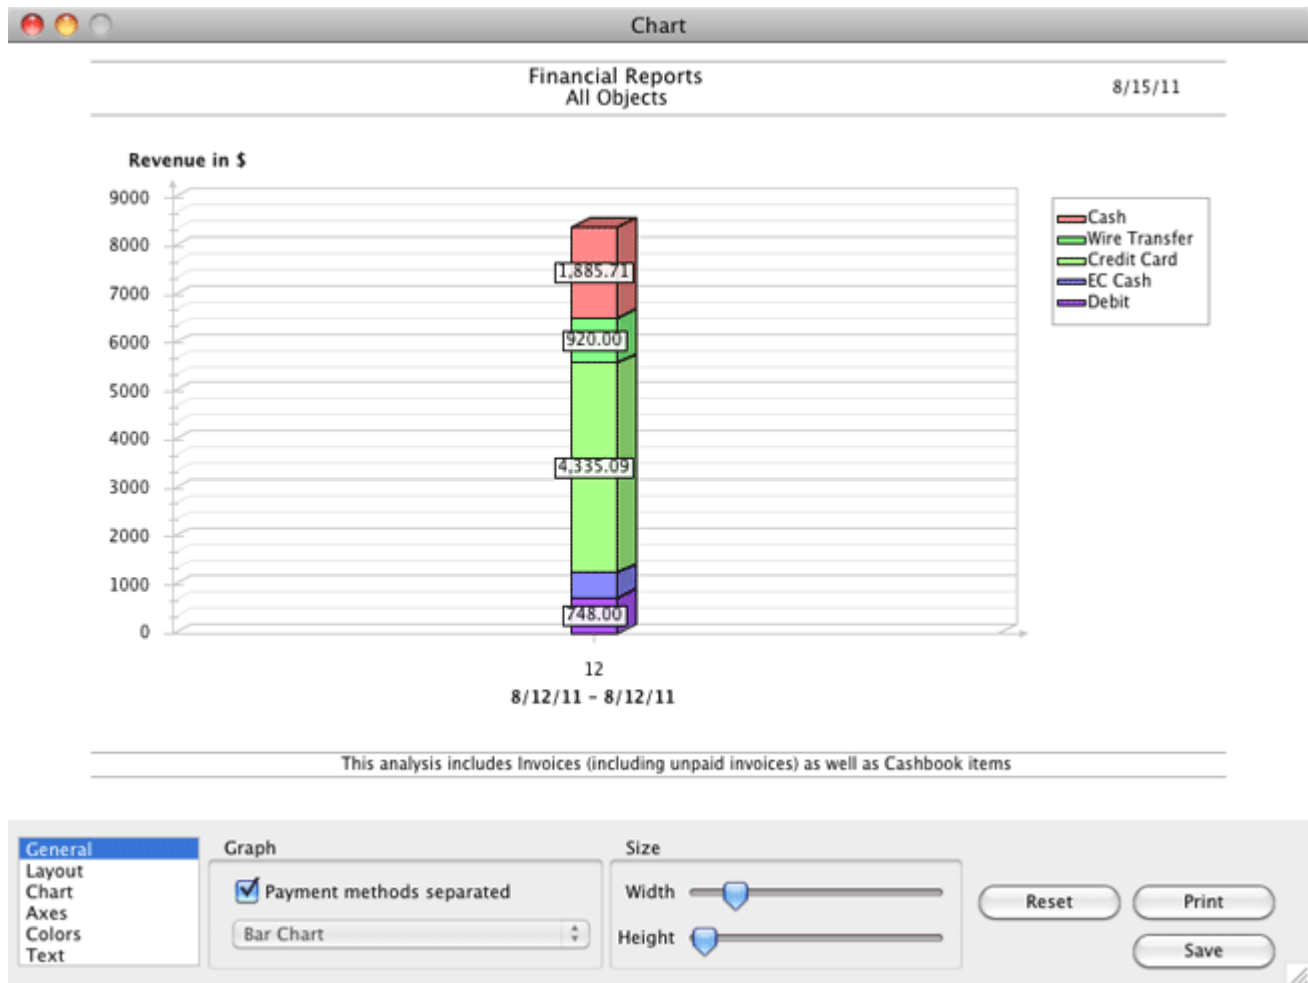 Chart
Financial Reports
All Objects
8/15/11
Revenue in $
9000
8000
7000
6000
5000
4000
3000
2000
1000
0
1,885.71
920.00
4,335.09
748.00
Cash
Wire Transfer
Credit Card
EC Cash
Debit
12
8/12/11 - 8/12/11
This analysis includes Invoices (including unpaid invoices) as well as Cashbook items
General
Layout
Chart
Axes
Colors
Text
Graph
Payment methods separated
Bar Chart
Size
Width
Height
Reset
Print
Save